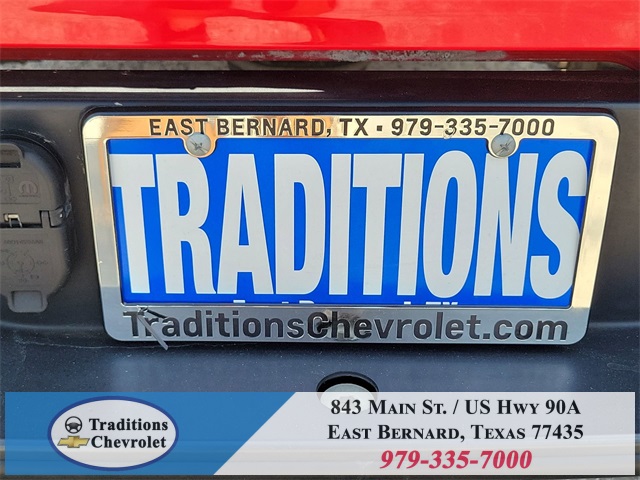 EAST BERNARD, TX ▪ 979-335-7000
TRADITIONS
TraditionsChevrolet.com
Traditions
Chevrolet
843 MAIN ST. / US HWY 90A
EAST BERNARD, TEXAS 77435
979-335-7000